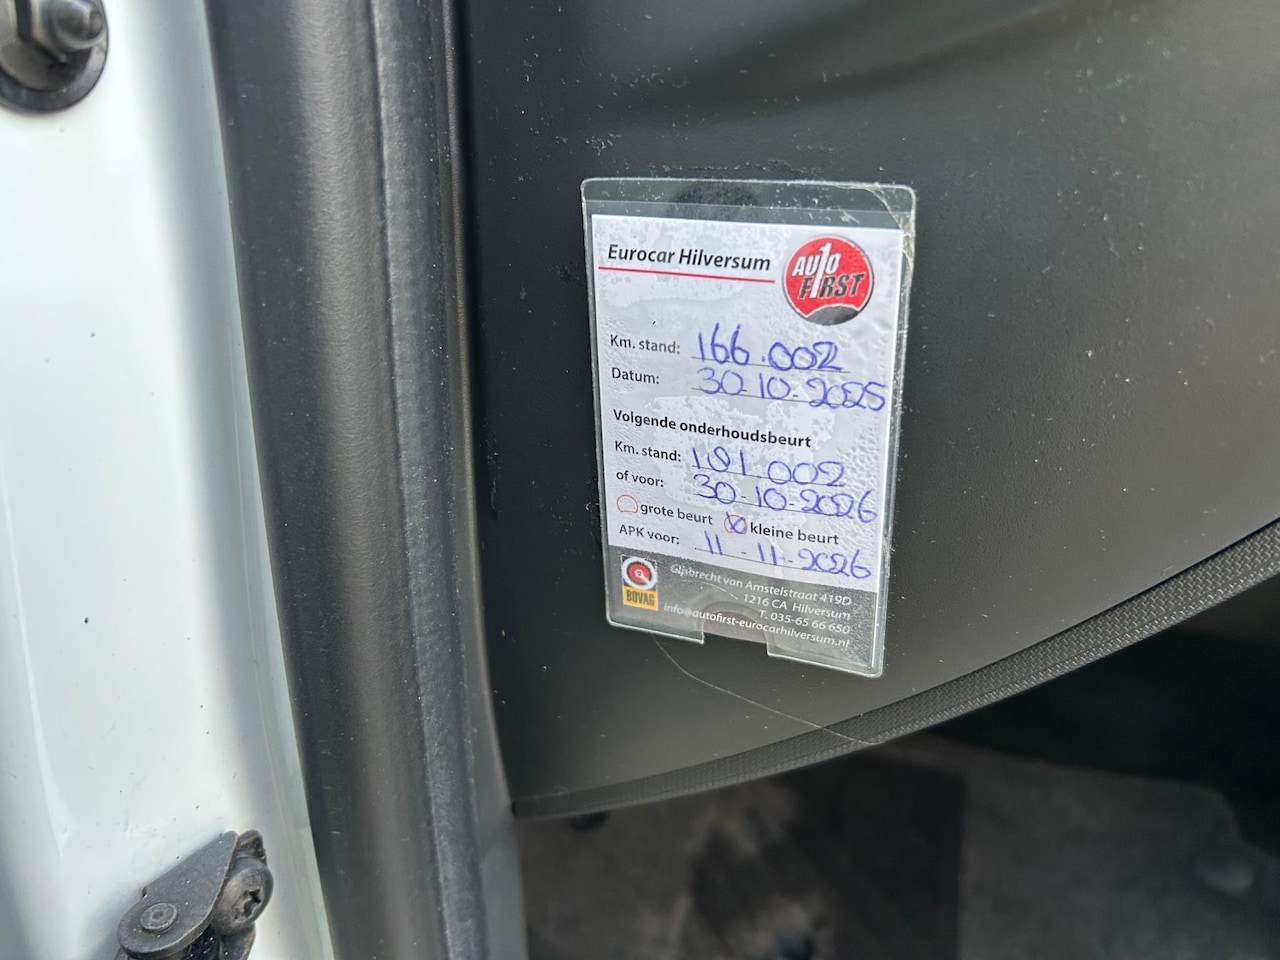 Eurocar Hilversum
AUTO FIRST
Km. stand: 166.002
Datum: 30-10-2025
Volgende onderhoudsbeurt
Km. stand: 181.002
of voor: 30-10-2026
grote beurt kleine beurt
APK voor: 11-11-2026
BOVAG
Gijsbrecht van Amstelstraat 419D
1216 CA Hilversum
T. 035-65 66 650
info@autofirst-eurocarhilversum.nl